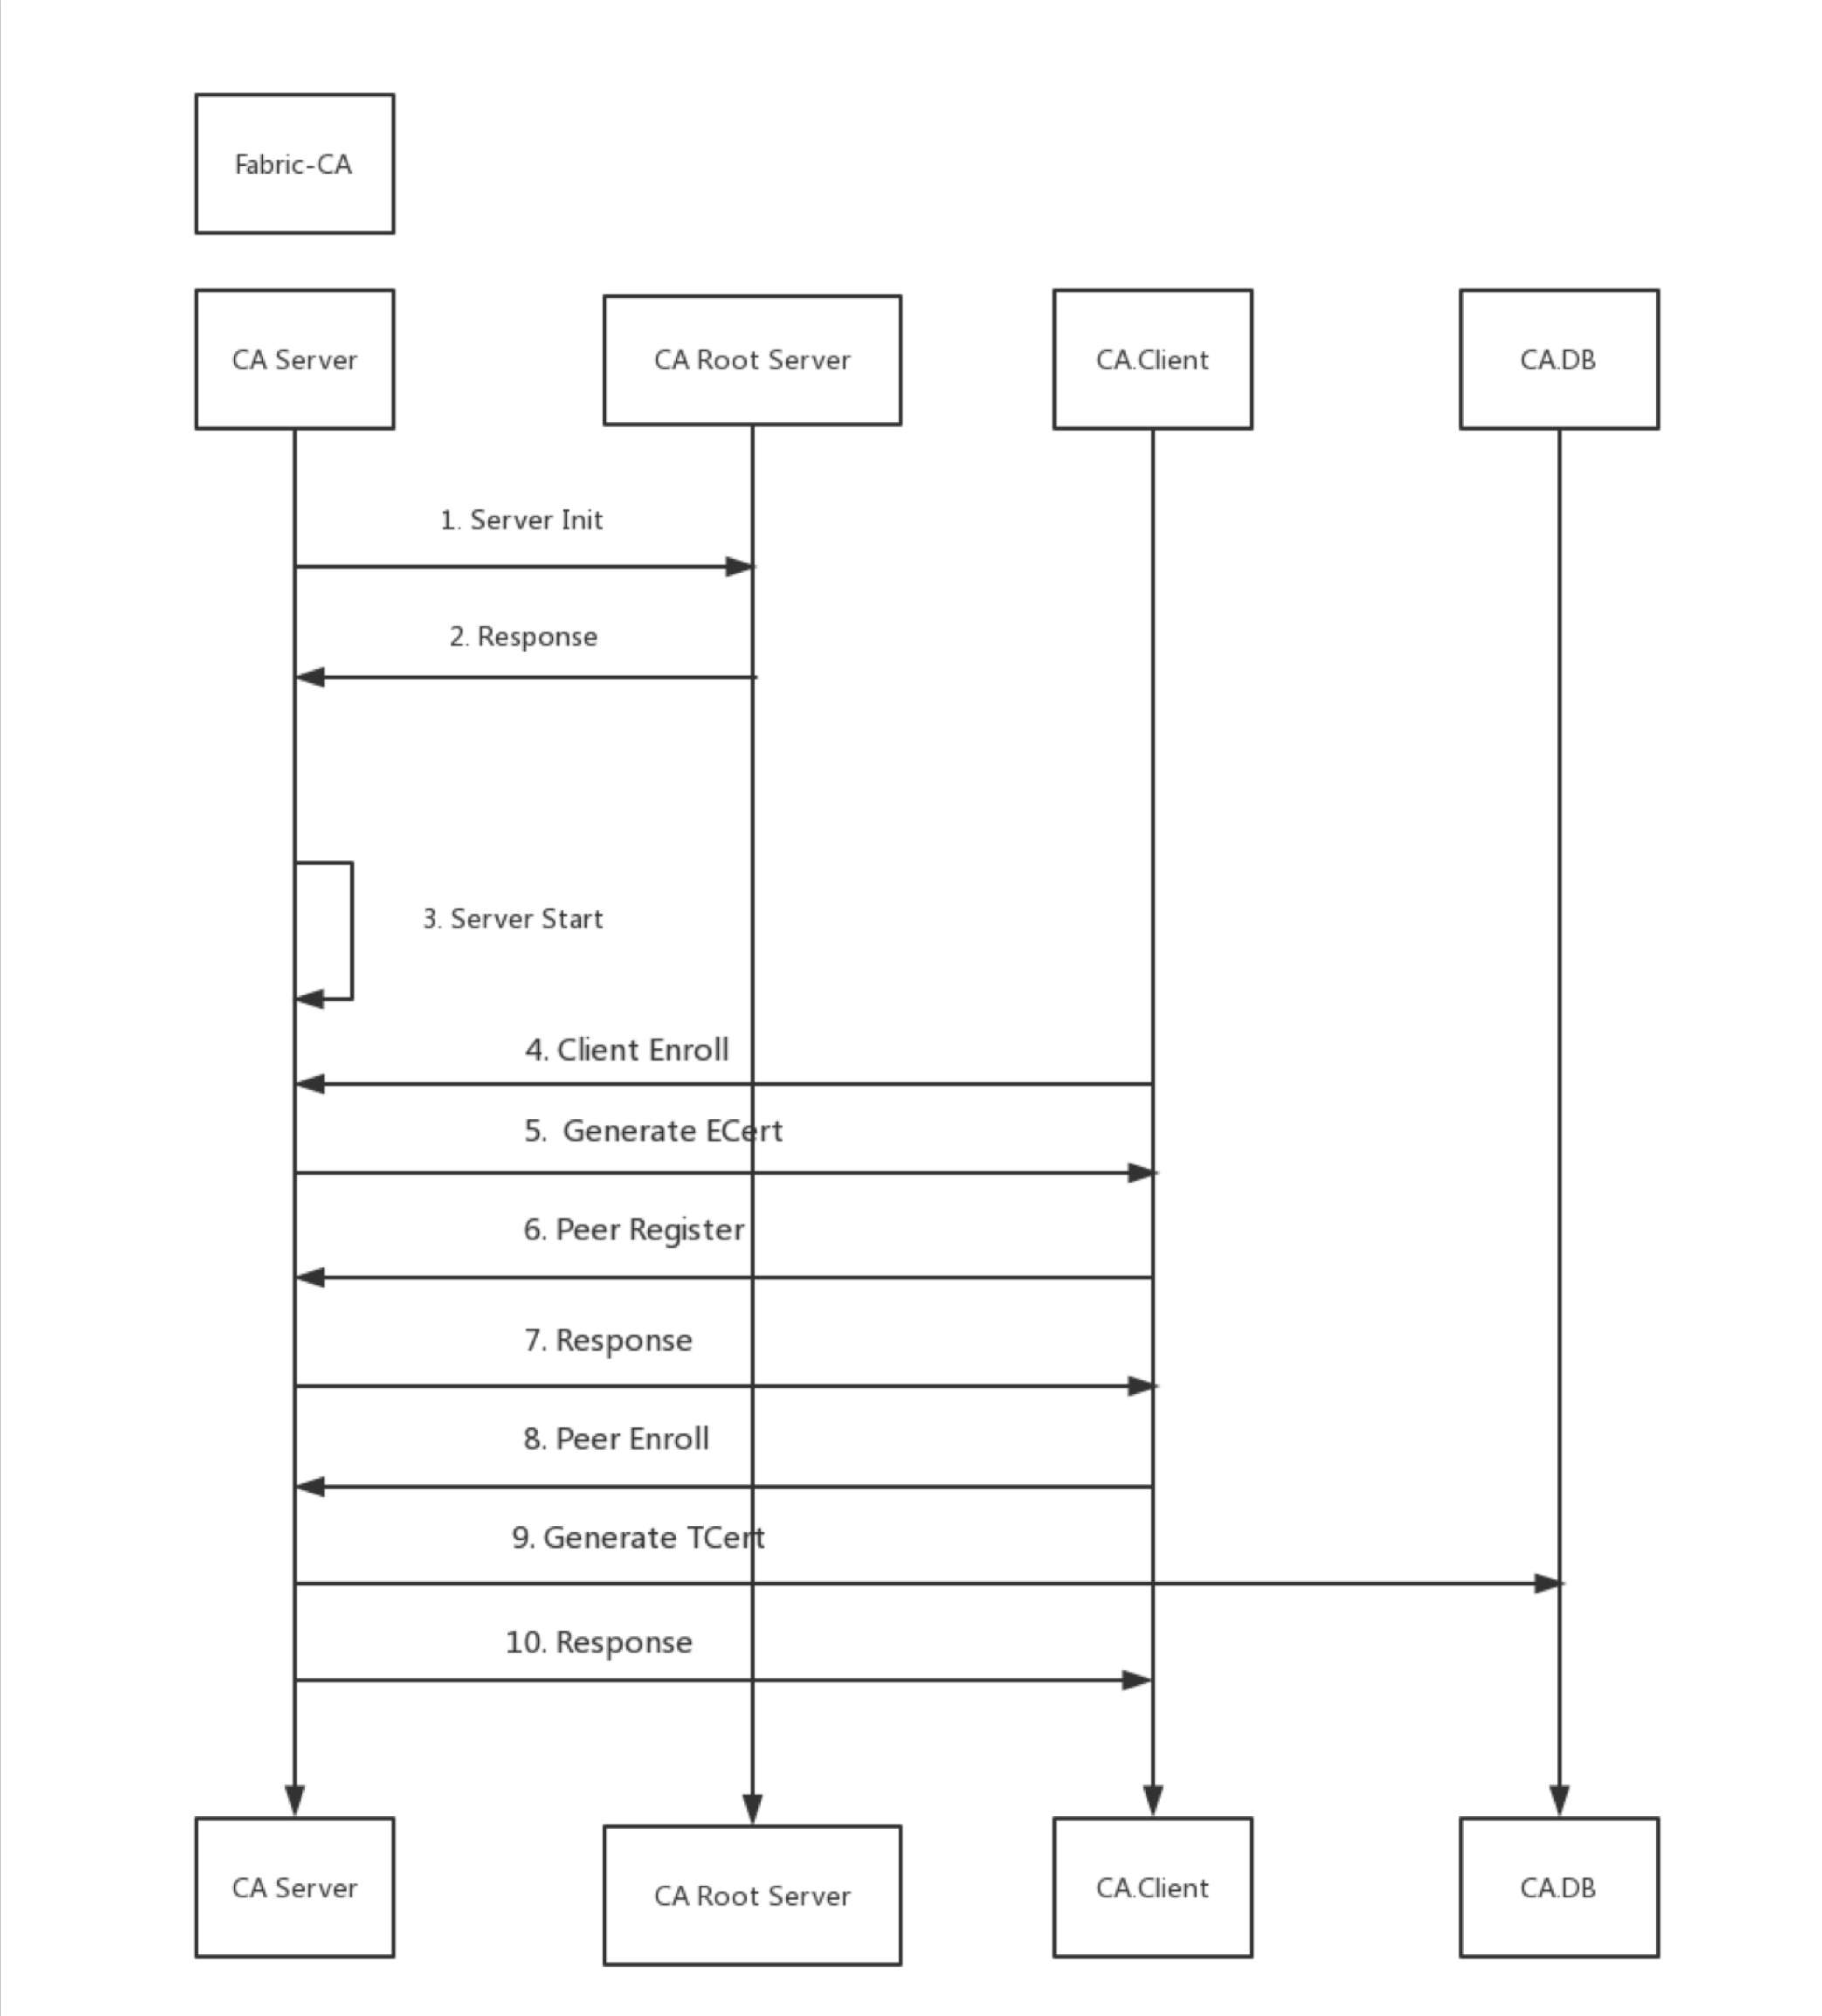 Fabric-CA
CA Server
CA Root Server
CA.Client
CA.DB
1. Server Init
2. Response
3. Server Start
4. Client Enroll
5. Generate ECert
6. Peer Register
7. Response
8. Peer Enroll
9. Generate TCert
10. Response
CA Server
CA Root Server
CA.Client
CA.DB